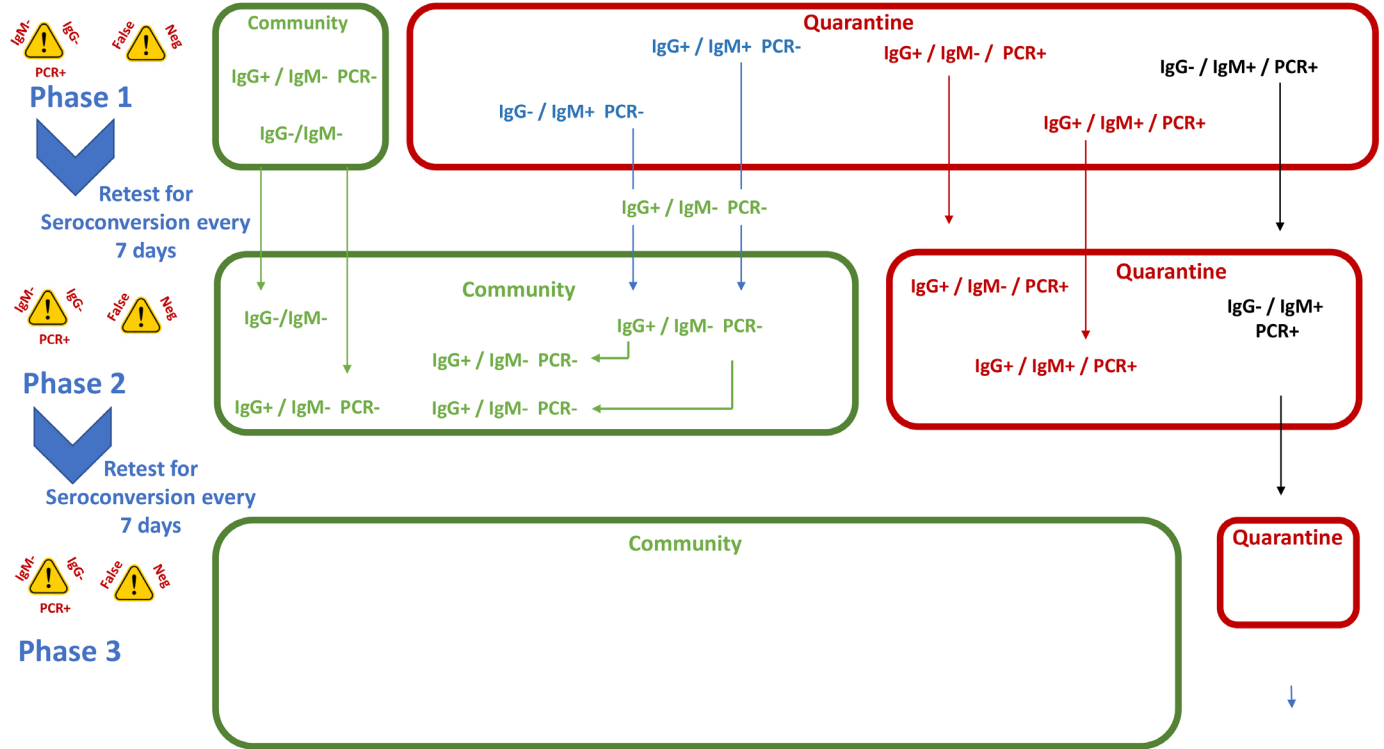 IgM-
IgG-
PCR+
False
Neg
Phase 1
Community
IgG+ / IgM-  PCR-
IgG-/IgM-
Quarantine
IgG+ / IgM+  PCR-
IgG+ / IgM- / PCR+
IgG- / IgM+ / PCR+
IgG- / IgM+  PCR-
IgG+ / IgM+ / PCR+
Retest for
Seroconversion every
7 days
IgG+ / IgM-  PCR-
IgM-
IgG-
PCR+
False
Neg
Phase 2
Community
IgG-/IgM-
IgG+ / IgM-  PCR-
IgG+ / IgM-  PCR-
IgG+ / IgM-  PCR-
IgG+ / IgM-  PCR-
Quarantine
IgG+ / IgM- / PCR+
IgG- / IgM+
PCR+
IgG+ / IgM+ / PCR+
Retest for
Seroconversion every
7 days
IgM-
IgG-
PCR+
False
Neg
Phase 3
Community
Quarantine